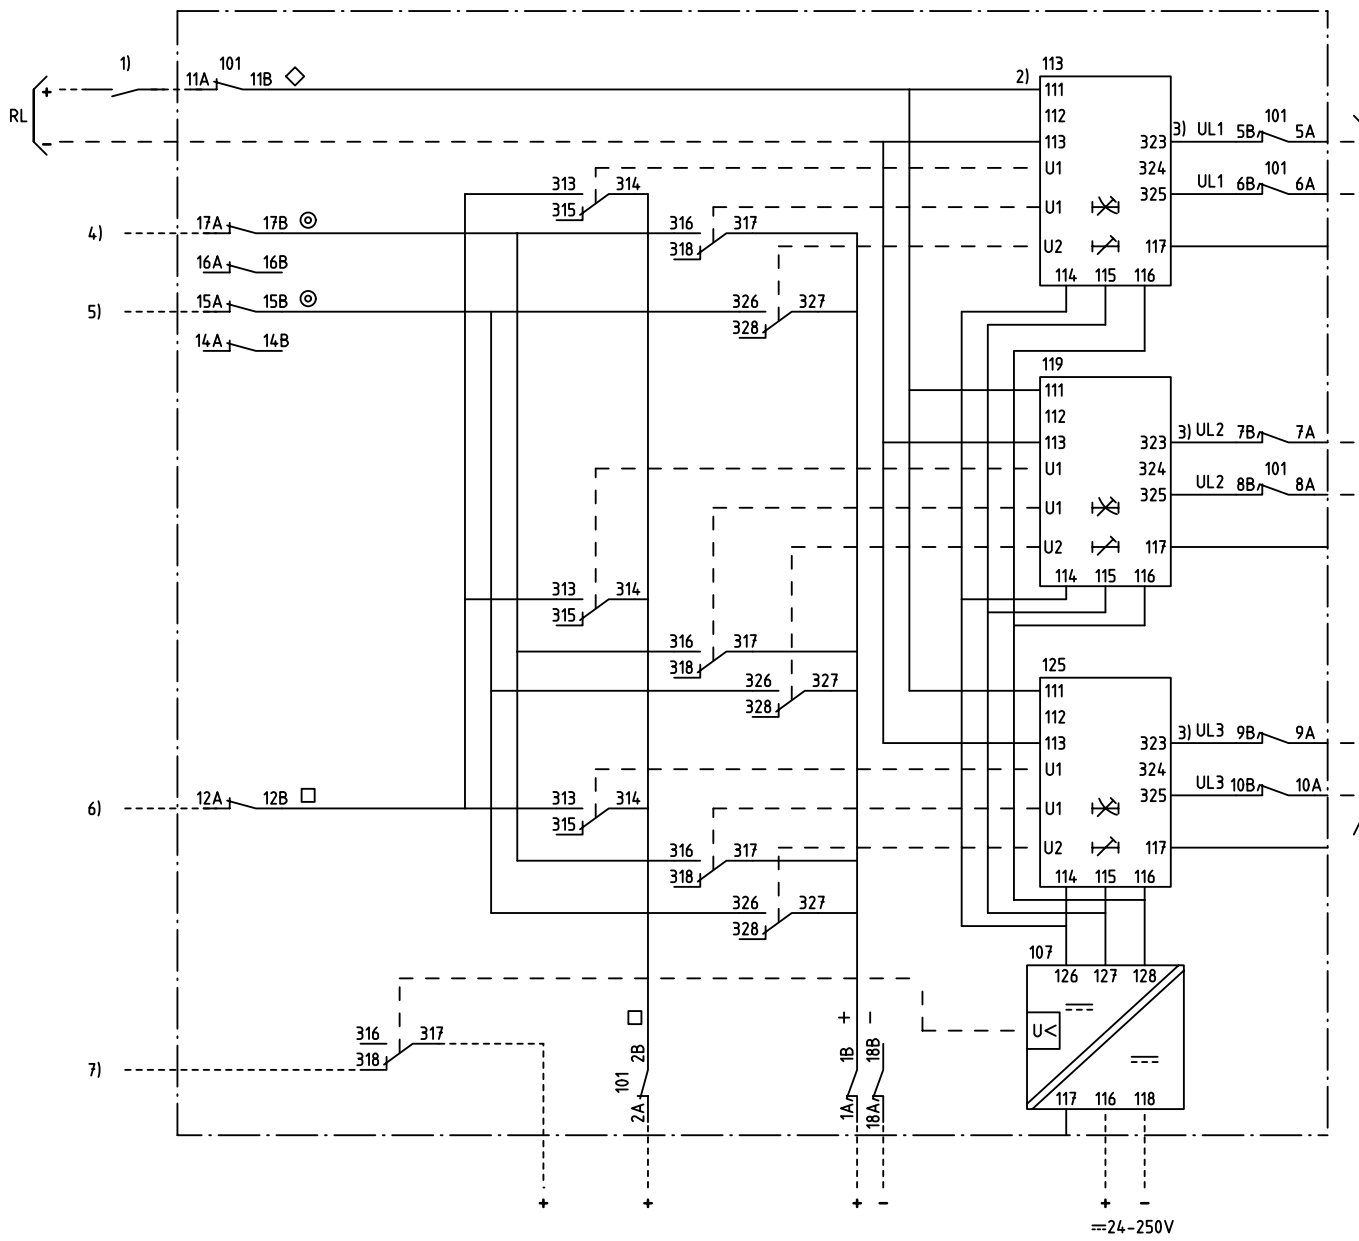 1) 101 113
11A 11B 2) 111
+ 112 3) UL1 5B 101 5A
RL
- 113 323
313 314 U1 324 101
315 325 UL1 6B 6A
17A 17B 316 317 U1
4) 318
16A 16B U2 117
15A 15B 326 327 114 115 116
5) 328
14A 14B
119
111
112 3) UL2 7B 7A
113 323
U1 324 101
325 UL2 8B 8A
U1
U2 117
313 314 114 115 116
315
316 317
318
326 327 125
328 111
112 3) UL3 9B 9A
113 323
U1 324
325 UL3 10B 10A
6) 12A 12B 313 314 U1
315
316 317 U2 117
318 114 115 116
326 327
328
107
126 127 128
+ -
316 317 U<
318
7) 2B 1B 18B
101
2A 1A 18A 117 116 118
+ + + - + -
24-250V